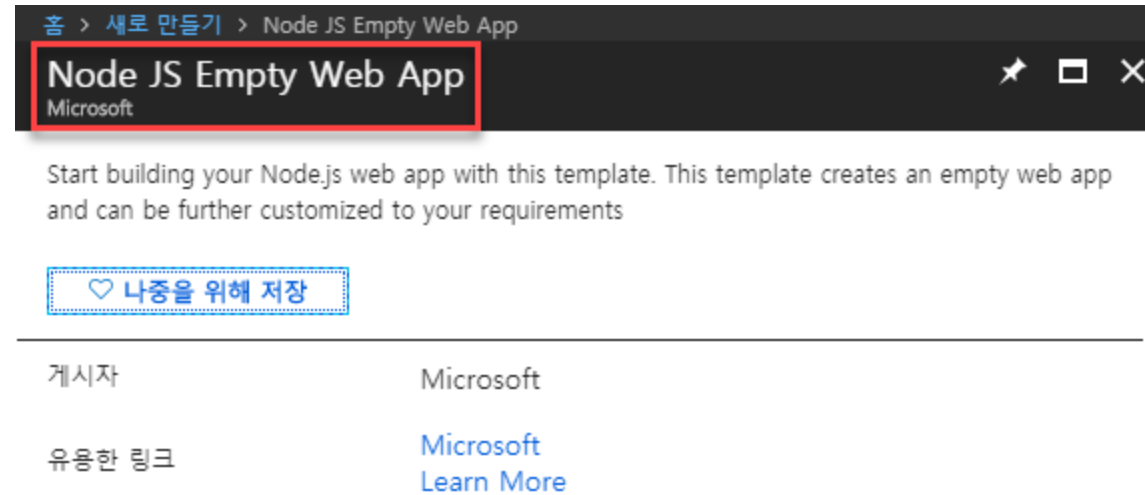 홈 > 새로 만들기 > Node JS Empty Web App
Node JS Empty Web App
Microsoft
Start building your Node.js web app with this template. This template creates an empty web app
and can be further customized to your requirements
♡ 나중을 위해 저장
게시자 Microsoft
유용한 링크 Microsoft
Learn More